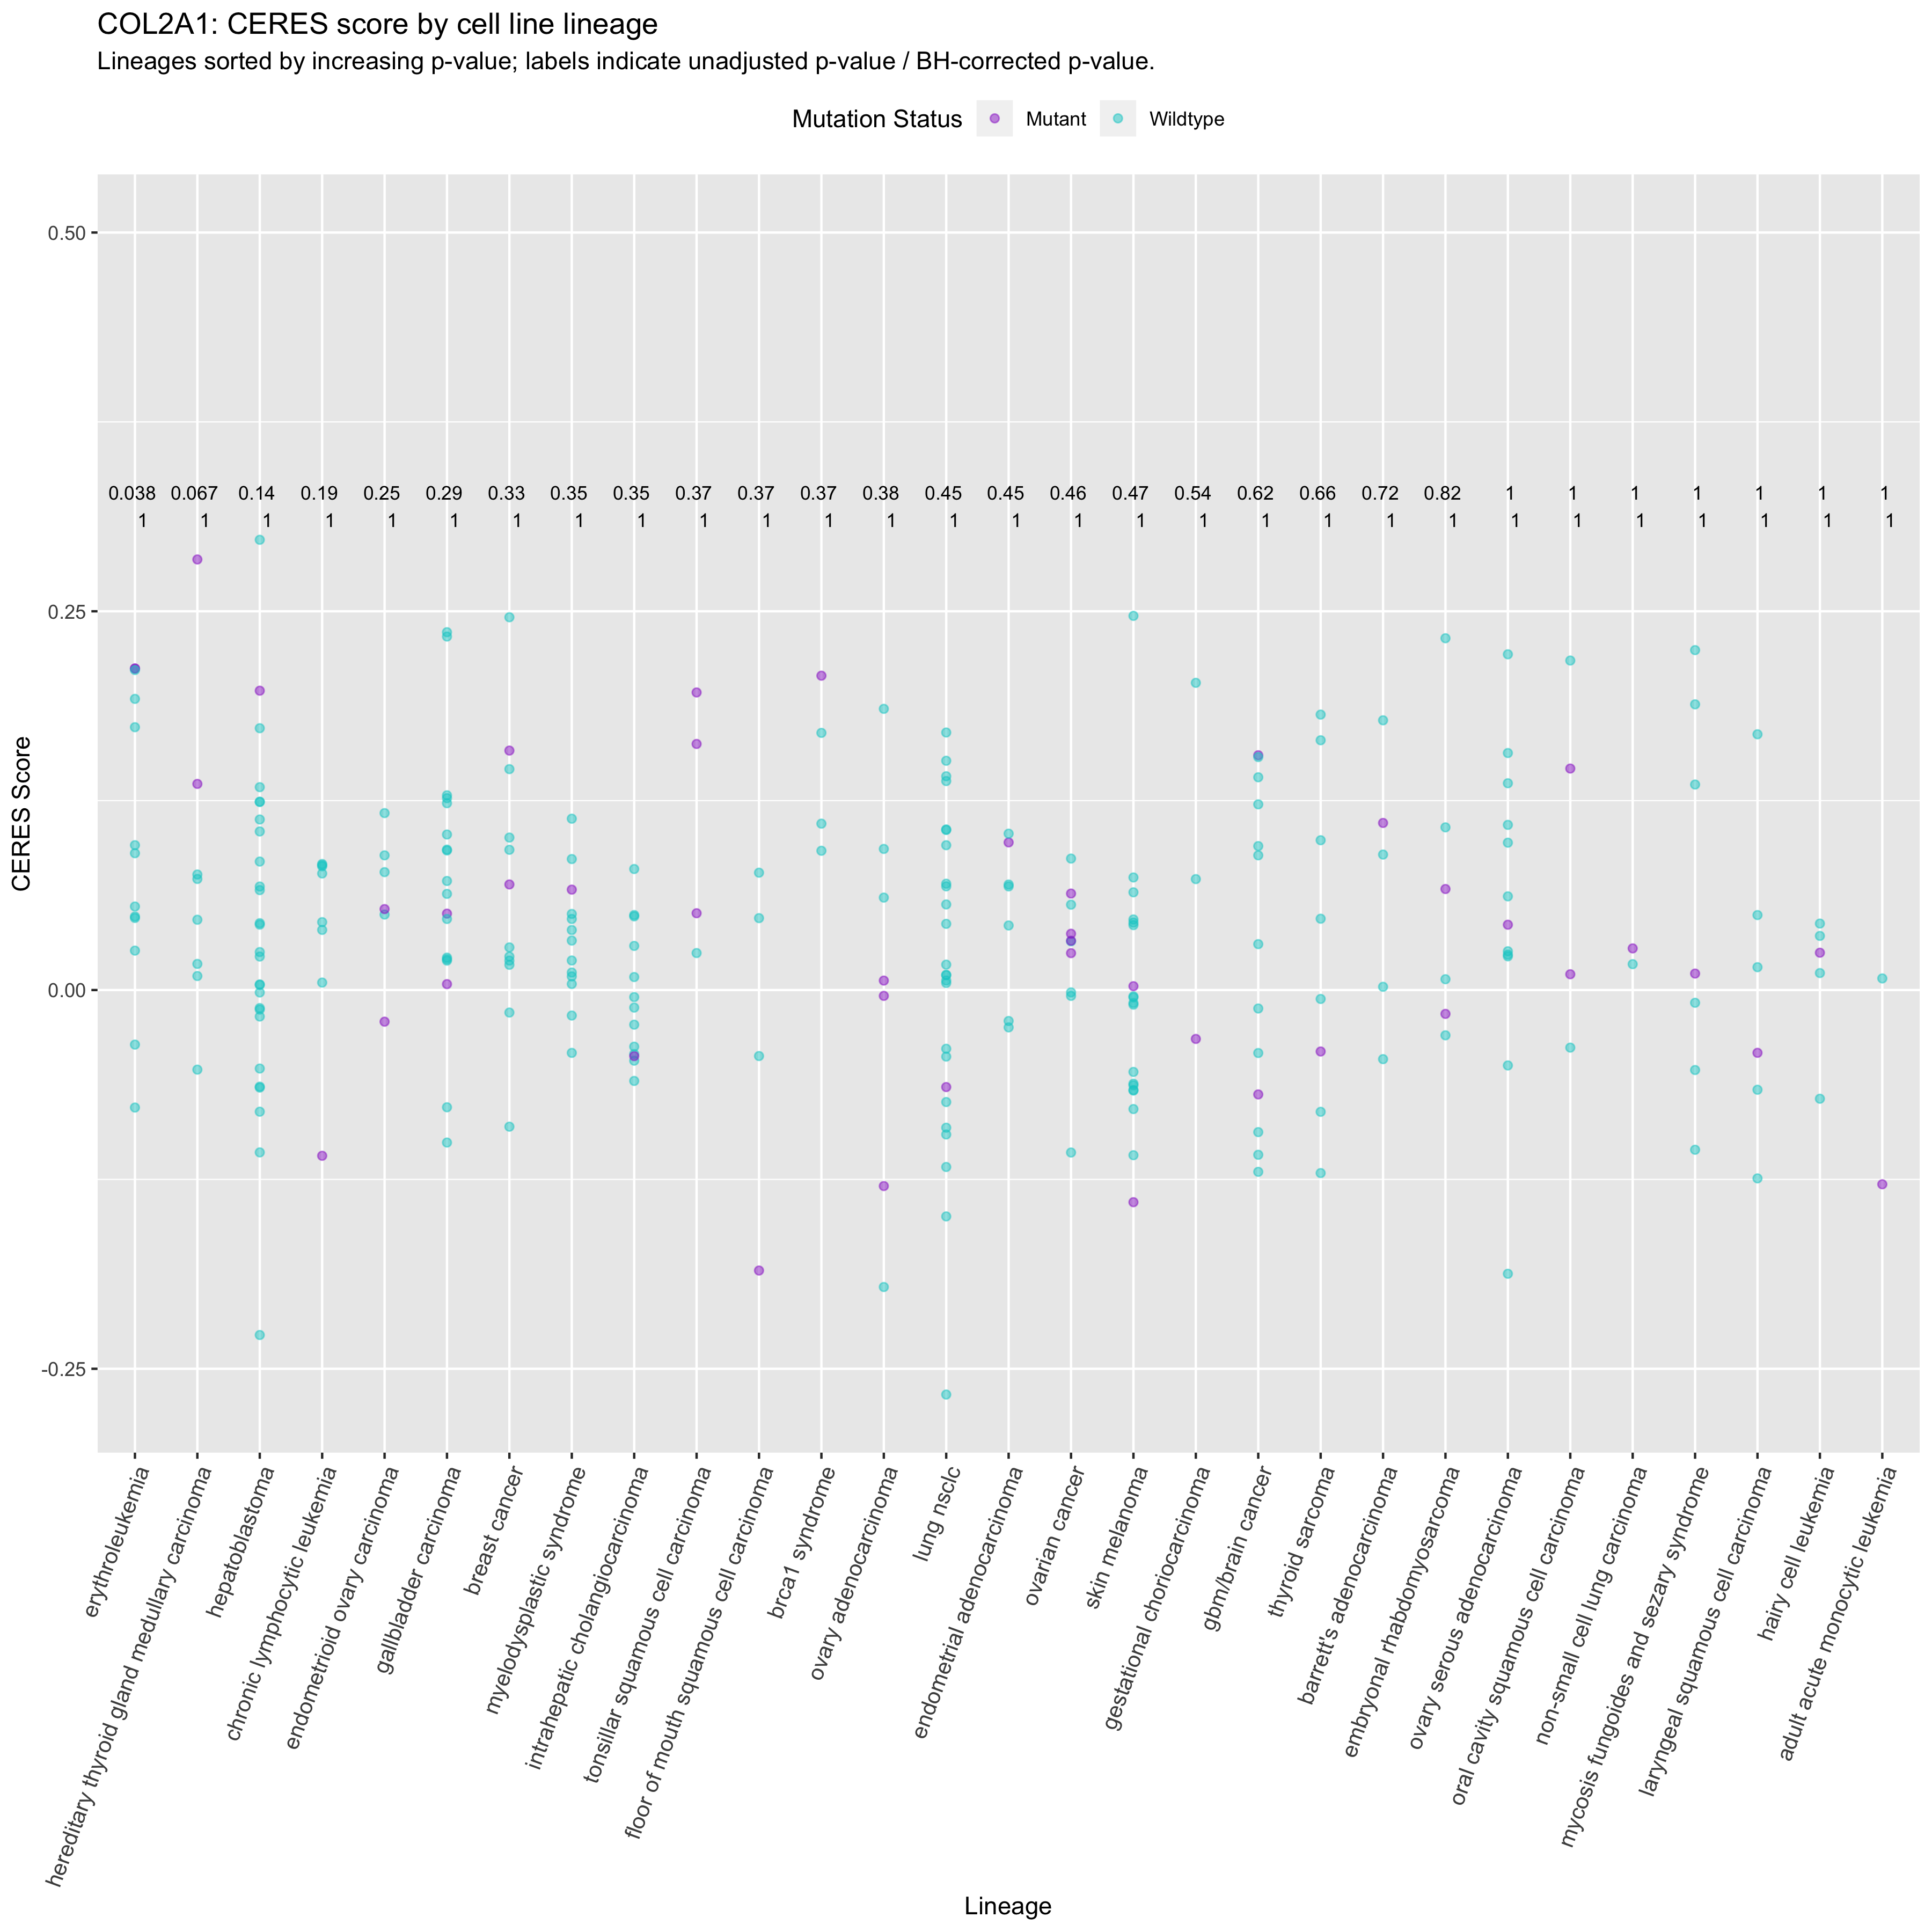 COL2A1: CERES score by cell line lineage
Lineages sorted by increasing p-value; labels indicate unadjusted p-value / BH-corrected p-value.
Mutation Status Mutant Wildtype
0.50
0.038 0.067 0.14 0.19 0.25 0.29 0.33 0.35 0.35 0.37 0.37 0.37 0.38 0.45 0.45 0.46 0.47 0.54 0.62 0.66 0.72 0.82 1 1 1 1 1 1 1
1 1 1 1 1 1 1 1 1 1 1 1 1 1 1 1 1 1 1 1 1 1 1 1 1 1 1 1 1
0.25
CERES Score
0.00
-0.25
erythroleukemia
hereditary thyroid gland medullary carcinoma
hepatoblastoma
chronic lymphocytic leukemia
endometrioid ovary carcinoma
gallbladder carcinoma
breast cancer
myelodysplastic syndrome
intrahepatic cholangiocarcinoma
tonsillar squamous cell carcinoma
floor of mouth squamous cell carcinoma
brca1 syndrome
ovary adenocarcinoma
lung nsclc
endometrial adenocarcinoma
ovarian cancer
skin melanoma
gestational choriocarcinoma
gbm/brain cancer
thyroid sarcoma
barrett's adenocarcinoma
embryonal rhabdomyosarcoma
ovary serous adenocarcinoma
oral cavity squamous cell carcinoma
non-small cell lung carcinoma
mycosis fungoides and sezary syndrome
laryngeal squamous cell carcinoma
hairy cell leukemia
adult acute monocytic leukemia
Lineage